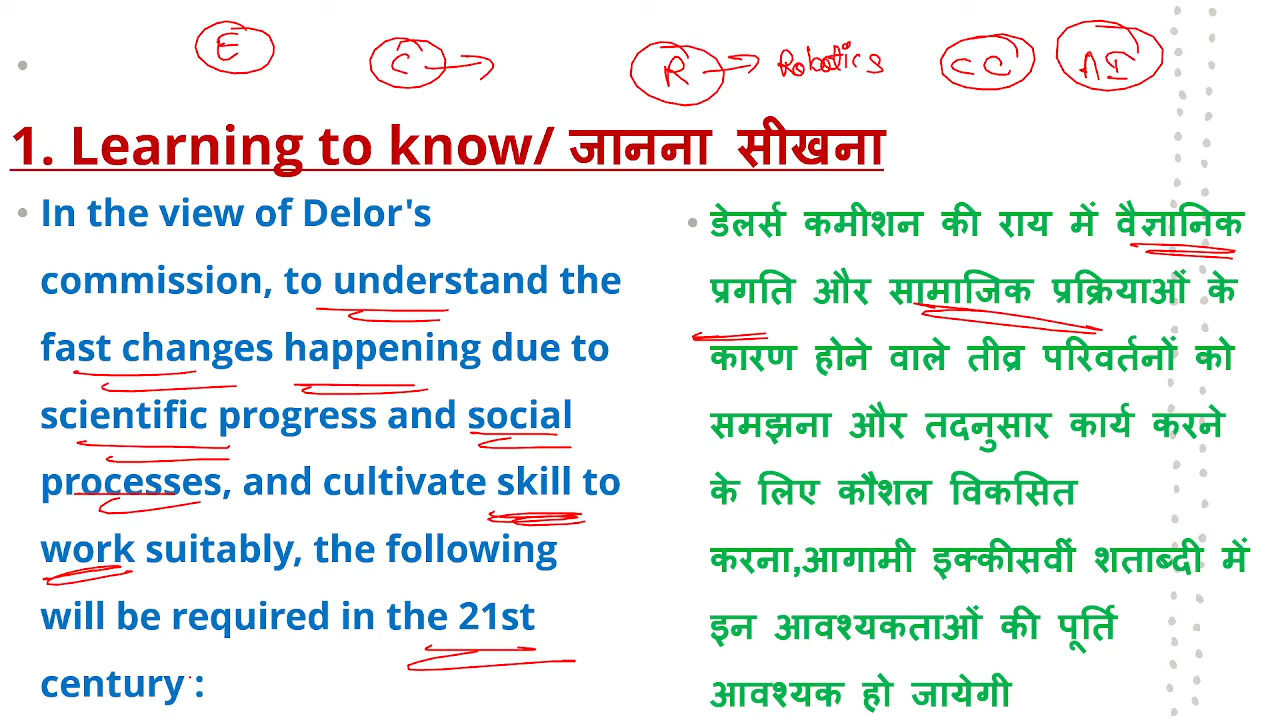 E C R Robotics CC AI
1. Learning to know/ जानना सीखना
In the view of Delor's
commission, to understand the
fast changes happening due to
scientific progress and social
processes, and cultivate skill to
work suitably, the following
will be required in the 21st
century :
डेलर्स कमीशन की राय में वैज्ञानिक
प्रगति और सामाजिक प्रक्रियाओं के
कारण होने वाले तीव्र परिवर्तनों को
समझना और तदनुसार कार्य करने
के लिए कौशल विकसित
करना,आगामी इक्कीसवीं शताब्दी में
इन आवश्यकताओं की पूर्ति
आवश्यक हो जायेगी